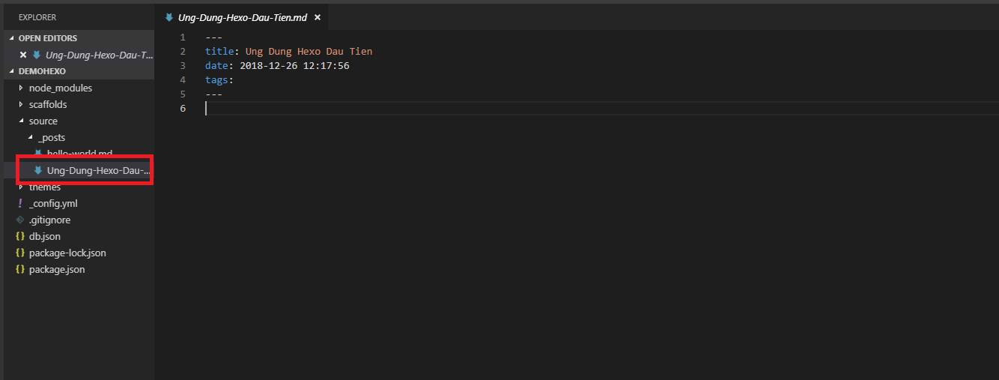 EXPLORER
OPEN EDITORS
Ung-Dung-Hexo-Dau-T...
DEMOHEXO
node_modules
scaffolds
source
_posts
hello-world.md
Ung-Dung-Hexo-Dau-...
themes
! _config.yml
.gitignore
{} db.json
{} package-lock.json
{} package.json
Ung-Dung-Hexo-Dau-Tien.md ×
1 ---
2 title: Ung Dung Hexo Dau Tien
3 date: 2018-12-26 12:17:56
4 tags:
5 ---
6